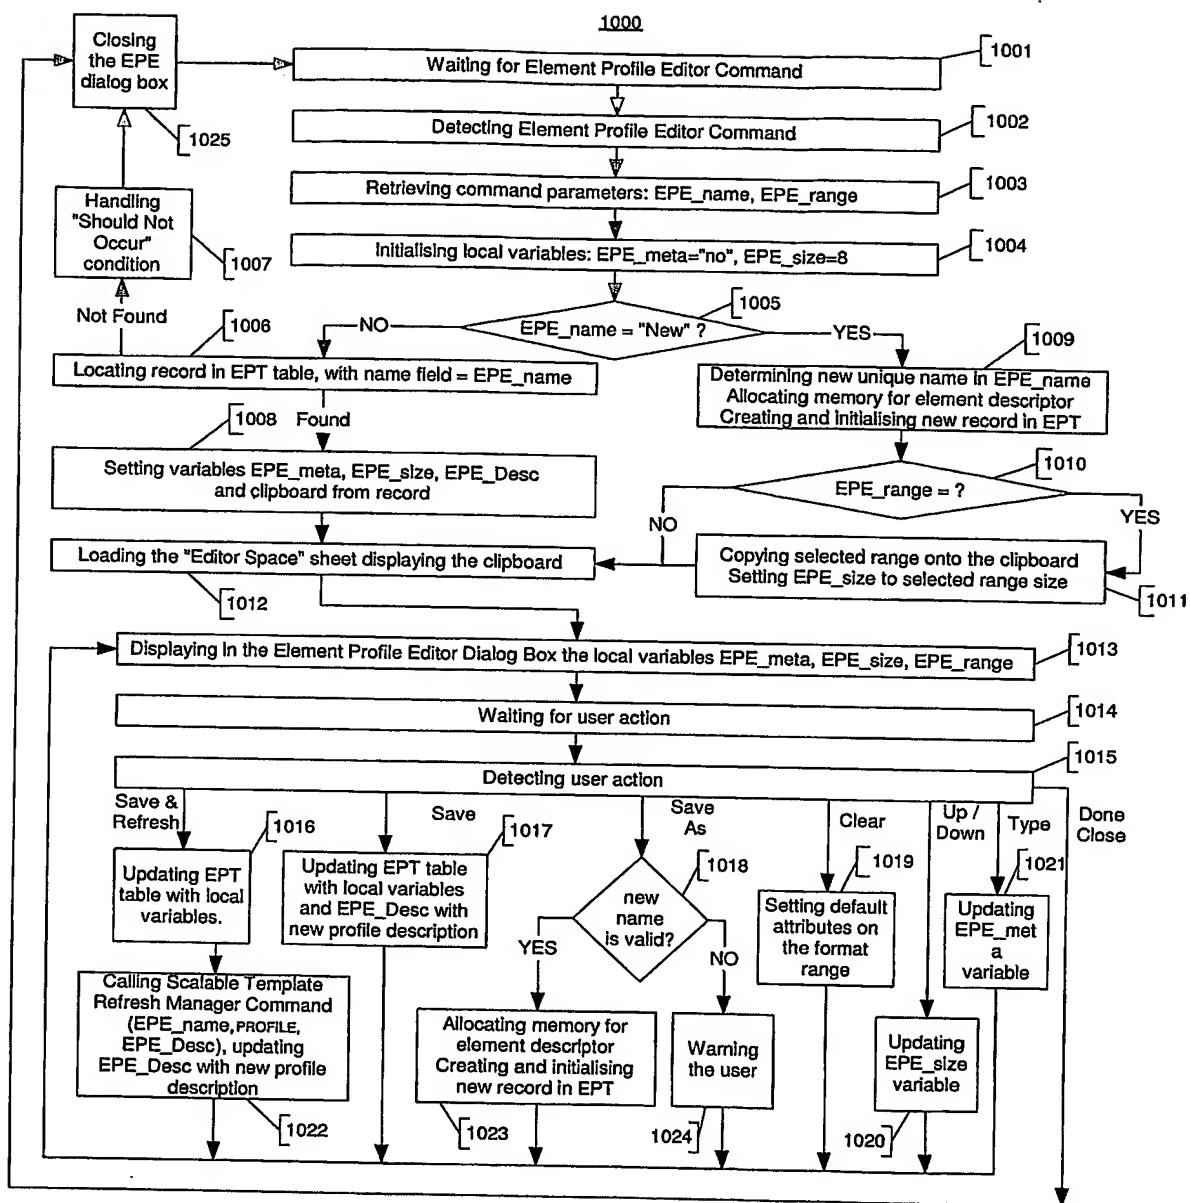 1000
Closing
the EPE
dialog box
1025
Waiting for Element Profile Editor Command
1001
Detecting Element Profile Editor Command
1002
Retrieving command parameters: EPE_name, EPE_range
1003
Handling
"Should Not
Occur"
condition
1007
Initialising local variables: EPE_meta="no", EPE_size=8
1004
Not Found
1006
NO
EPE_name = "New" ?
1005
YES
1009
Locating record in EPT table, with name field = EPE_name
Determining new unique name in EPE_name
Allocating memory for element descriptor
Creating and initialising new record in EPT
1008
Found
Setting variables EPE_meta, EPE_size, EPE_Desc
and clipboard from record
EPE_range = ?
1010
NO
YES
Loading the "Editor Space" sheet displaying the clipboard
1012
Copying selected range onto the clipboard
Setting EPE_size to selected range size
1011
Displaying in the Element Profile Editor Dialog Box the local variables EPE_meta, EPE_size, EPE_range
1013
Waiting for user action
1014
Detecting user action
1015
Save &
Refresh
1016
Save
1017
Save
As
1018
Clear
1019
Up /
Down
Type
1021
Done
Close
Updating EPT
table with local
variables.
Updating EPT table
with local variables
and EPE_Desc with
new profile description
new
name
is valid?
YES
NO
Setting default
attributes on
the format
range
Updating
EPE_met
a
variable
Calling Scalable Template
Refresh Manager Command
(EPE_name, PROFILE,
EPE_Desc), updating
EPE_Desc with new profile
description
1022
Allocating memory for
element descriptor
Creating and initialising
new record in EPT
1023
Warning
the user
1024
Updating
EPE_size
variable
1020